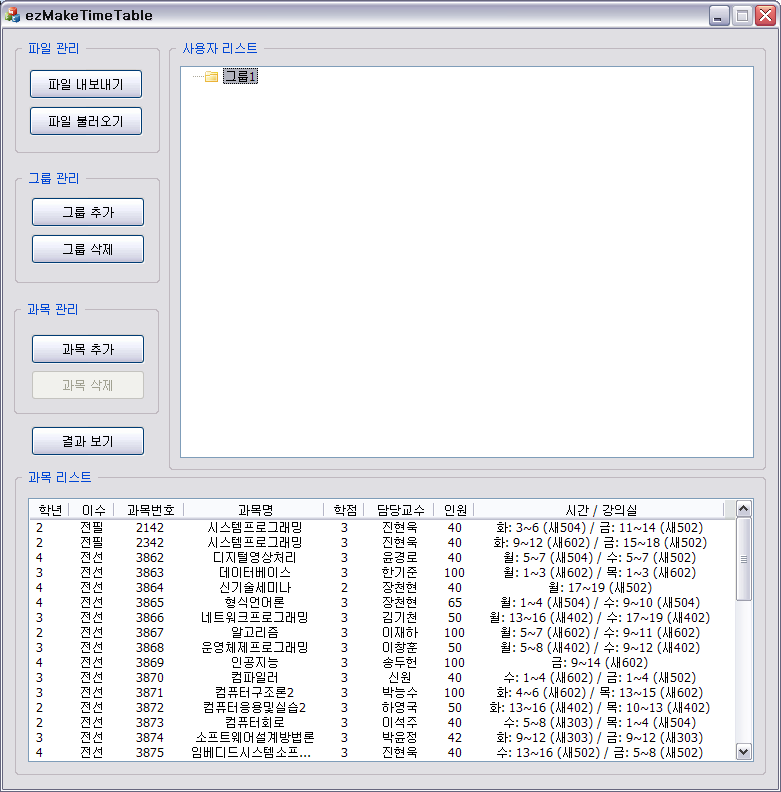 ezMakeTimeTable
파일 관리
파일 내보내기
파일 불러오기
그룹 관리
그룹 추가
그룹 삭제
과목 관리
과목 추가
과목 삭제
결과 보기
사용자 리스트
그룹1
과목 리스트
학년 이수 과목번호 과목명 학점 담당교수 인원 시간 / 강의실
2 전필 2142 시스템프로그래밍 3 진현욱 40 화: 3~6 (새504) / 금: 11~14 (새502)
2 전필 2342 시스템프로그래밍 3 진현욱 40 화: 9~12 (새602) / 금: 15~18 (새502)
4 전선 3862 디지털영상처리 3 윤경로 40 월: 5~7 (새504) / 수: 5~7 (새502)
3 전선 3863 데이터베이스 3 한기준 100 월: 1~3 (새602) / 목: 1~3 (새602)
4 전선 3864 신기술세미나 2 장천현 40 월: 17~19 (새502)
4 전선 3865 형식언어론 3 장천현 65 월: 1~4 (새504) / 수: 9~10 (새504)
3 전선 3866 네트워크프로그래밍 3 김기천 50 월: 13~16 (새402) / 수: 17~19 (새402)
2 전선 3867 알고리즘 3 이재하 100 월: 5~7 (새602) / 수: 9~11 (새602)
3 전선 3868 운영체제프로그래밍 3 이창훈 50 월: 5~8 (새402) / 수: 9~12 (새402)
4 전선 3869 인공지능 3 송두헌 100 금: 9~14 (새602)
3 전선 3870 컴파일러 3 신원 40 수: 1~4 (새602) / 금: 1~4 (새502)
3 전선 3871 컴퓨터구조론2 3 박능수 100 화: 4~6 (새602) / 목: 13~15 (새602)
2 전선 3872 컴퓨터응용및실습2 3 하영국 50 화: 13~16 (새402) / 목: 10~13 (새402)
2 전선 3873 컴퓨터회로 3 이석주 40 수: 5~8 (새303) / 목: 1~4 (새504)
3 전선 3874 소프트웨어설계방법론 3 박윤정 42 화: 9~12 (새303) / 금: 9~12 (새303)
4 전선 3875 임베디드시스템소프... 3 진현욱 40 수: 13~16 (새502) / 금: 5~8 (새502)